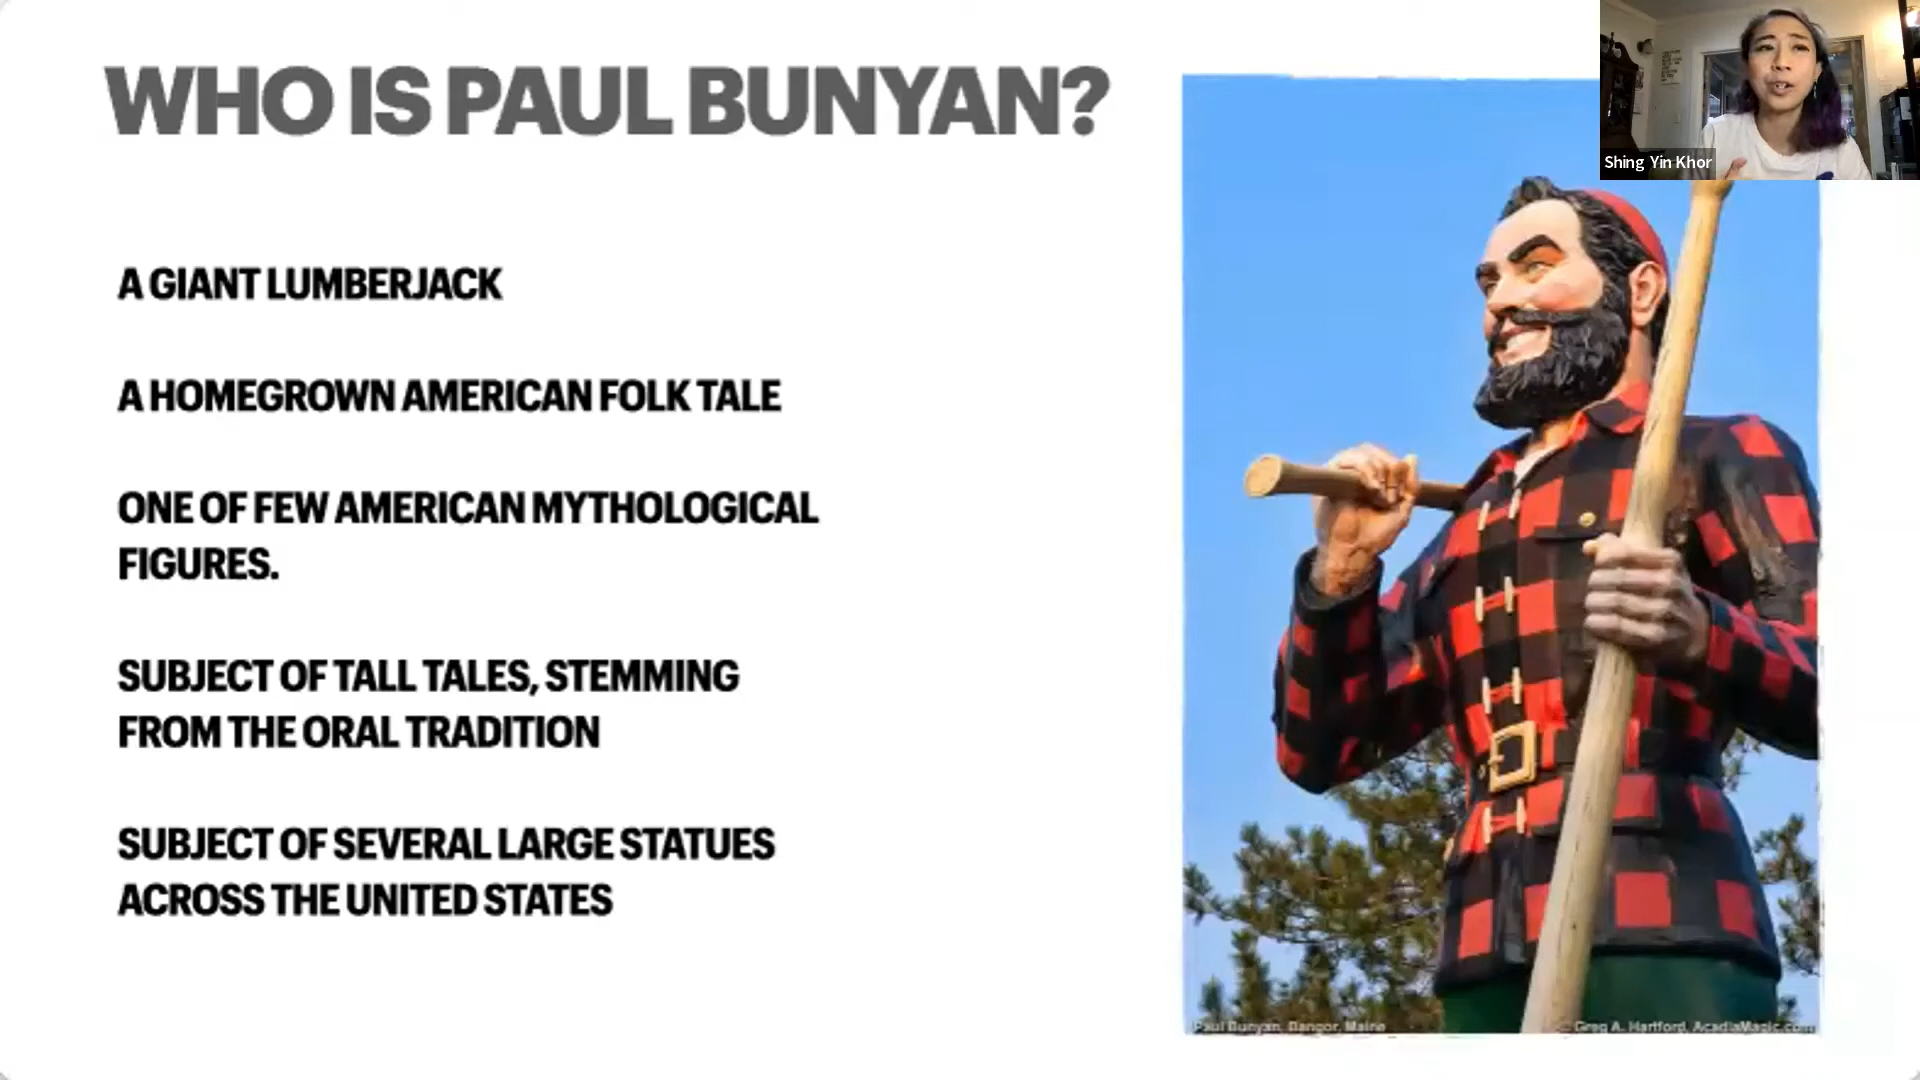 WHO IS PAUL BUNYAN?
Shing Yin Khor
A GIANT LUMBERJACK
A HOMEGROWN AMERICAN FOLK TALE
ONE OF FEW AMERICAN MYTHOLOGICAL
FIGURES.
SUBJECT OF TALL TALES, STEMMING
FROM THE ORAL TRADITION
SUBJECT OF SEVERAL LARGE STATUES
ACROSS THE UNITED STATES
Paul Bunyan, Bangor, Maine
© Greg A. Hartford, AcadiaMagic.com